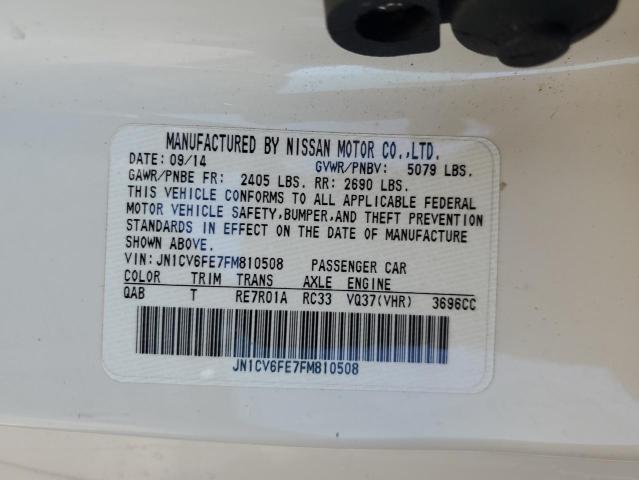 MANUFACTURED BY NISSAN MOTOR CO.,LTD.
DATE: 09/14 GVWR/PNBV: 5079 LBS.
GAWR/PNBE FR: 2405 LBS. RR: 2690 LBS.
THIS VEHICLE CONFORMS TO ALL APPLICABLE FEDERAL
MOTOR VEHICLE SAFETY,BUMPER,AND THEFT PREVENTION
STANDARDS IN EFFECT ON THE DATE OF MANUFACTURE
SHOWN ABOVE.
VIN: JN1CV6FE7FM810508 PASSENGER CAR
COLOR TRIM TRANS AXLE ENGINE
QAB T RE7R01A RC33 VQ37(VHR) 3696CC
JN1CV6FE7FM810508